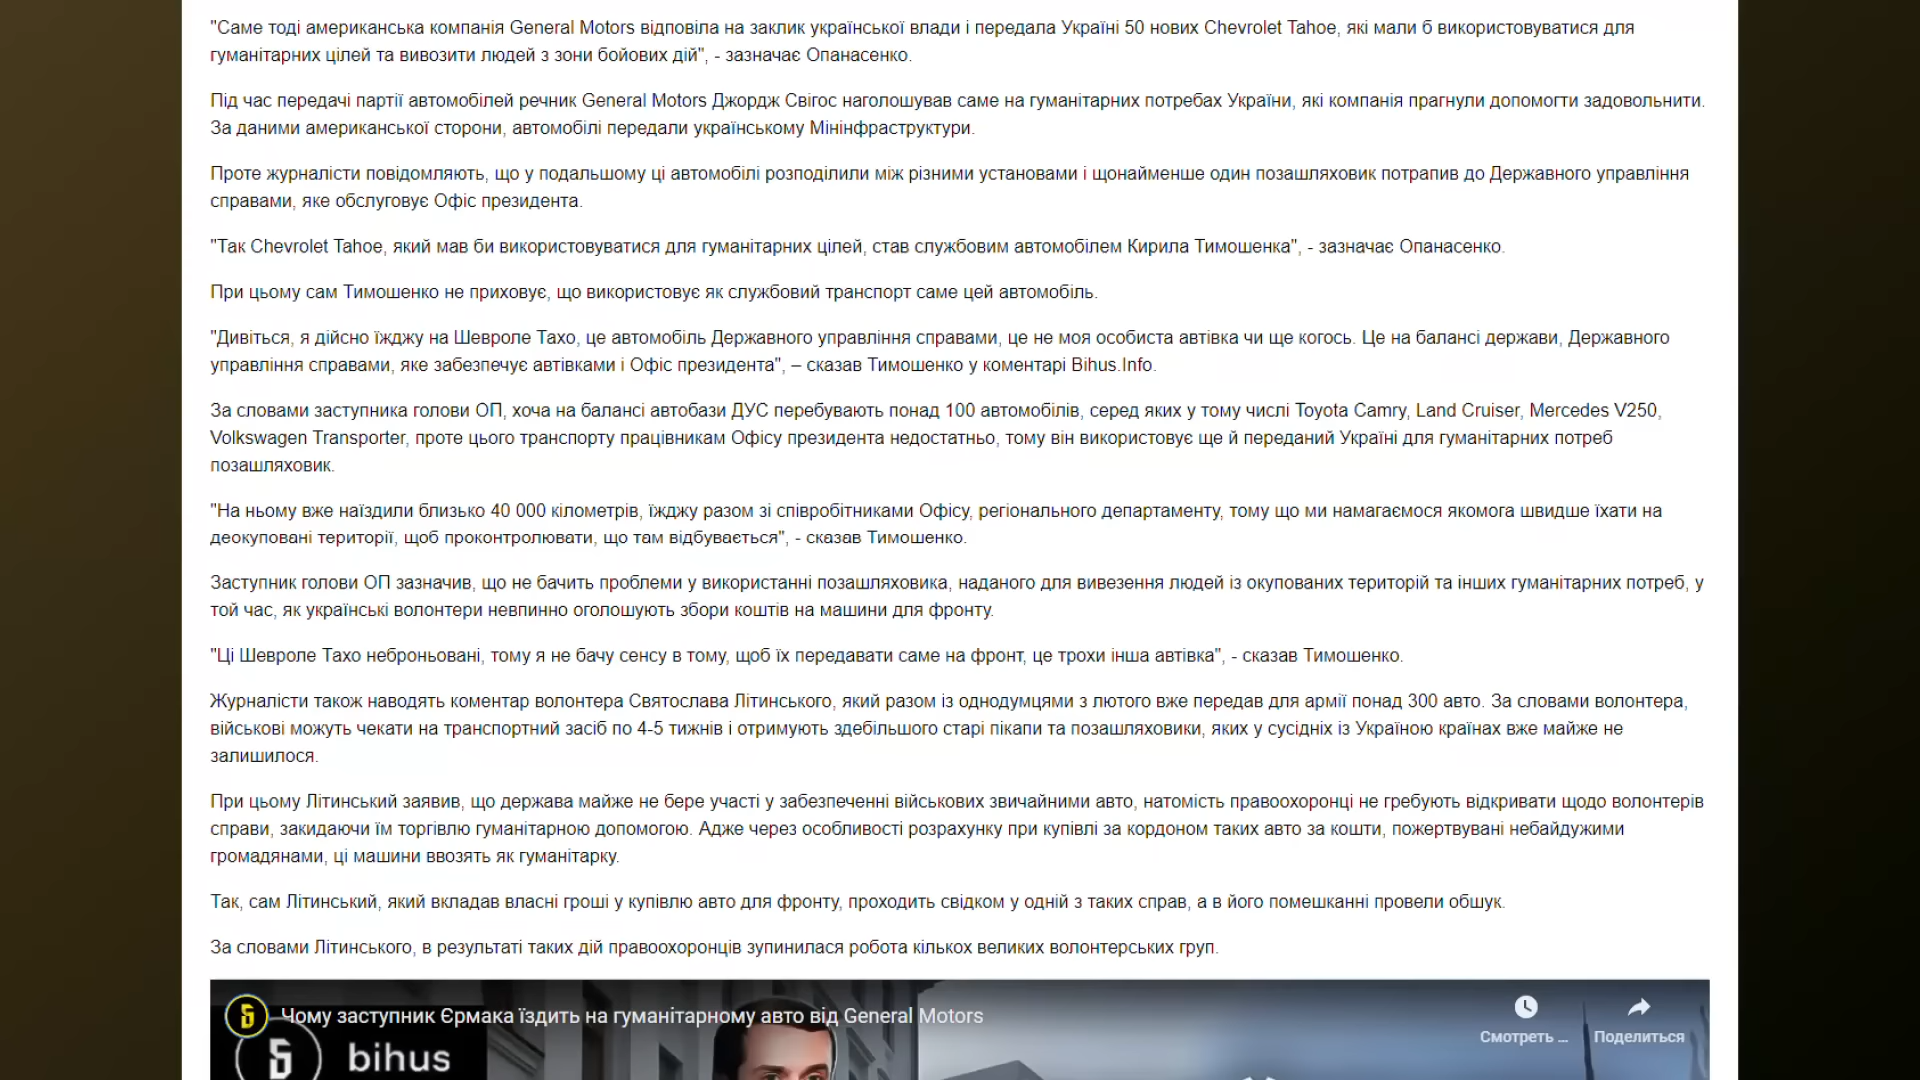 "Саме тоді американська компанія General Motors відповіла на заклик української влади і передала Україні 50 нових Chevrolet Tahoe, які мали б використовуватися для
гуманітарних цілей та вивозити людей з зони бойових дій", - зазначає Опанасенко.
Під час передачі партії автомобілей речник General Motors Джордж Свігос наголошував саме на гуманітарних потребах України, які компанія прагнули допомогти задовольнити.
За даними американської сторони, автомобілі передали українському Мінінфраструктури.
Проте журналісти повідомляють, що у подальшому ці автомобілі розподілили між різними установами і щонайменше один позашляховик потрапив до Державного управління
справами, яке обслуговує Офіс президента.
"Так Chevrolet Tahoe, який мав би використовуватися для гуманітарних цілей, став службовим автомобілем Кирила Тимошенка", - зазначає Опанасенко.
При цьому сам Тимошенко не приховує, що використовує як службовий транспорт саме цей автомобіль.
"Дивіться, я дійсно їжджу на Шевроле Тахо, це автомобіль Державного управління справами, це не моя особиста автівка чи ще когось. Це на балансі держави, Державного
управління справами, яке забезпечує автівками і Офіс президента", – сказав Тимошенко у коментарі Bihus.Info.
За словами заступника голови ОП, хоча на балансі автобази ДУС перебувають понад 100 автомобілів, серед яких у тому числі Toyota Camry, Land Cruiser, Mercedes V250,
Volkswagen Transporter, проте цього транспорту працівникам Офісу президента недостатньо, тому він використовує ще й переданий Україні для гуманітарних потреб
позашляховик.
"На ньому вже наїздили близько 40 000 кілометрів, їжджу разом зі співробітниками Офісу, регіонального департаменту, тому що ми намагаємося якомога швидше їхати на
деокуповані території, щоб проконтролювати, що там відбувається", - сказав Тимошенко.
Заступник голови ОП зазначив, що не бачить проблеми у використанні позашляховика, наданого для вивезення людей із окупованих територій та інших гуманітарних потреб, у
той час, як українські волонтери невпинно оголошують збори коштів на машини для фронту.
"Ці Шевроле Тахо неброньовані, тому я не бачу сенсу в тому, щоб їх передавати саме на фронт, це трохи інша автівка", - сказав Тимошенко.
Журналісти також наводять коментар волонтера Святослава Літинського, який разом із однодумцями з лютого вже передав для армії понад 300 авто. За словами волонтера,
військові можуть чекати на транспортний засіб по 4-5 тижнів і отримують здебільшого старі пікапи та позашляховики, яких у сусідніх із Україною країнах вже майже не
залишилося.
При цьому Літинський заявив, що держава майже не бере участі у забезпеченні військових звичайними авто, натомість правоохоронці не гребують відкривати щодо волонтерів
справи, закидаючи їм торгівлю гуманітарною допомогою. Адже через особливості розрахунку при купівлі за кордоном таких авто за кошти, пожертвувані небайдужими
громадянами, ці машини ввозять як гуманітарку.
Так, сам Літинський, який вкладав власні гроші у купівлю авто для фронту, проходить свідком у одній з таких справ, а в його помешканні провели обшук.
За словами Літинського, в результаті таких дій правоохоронців зупинилася робота кількох великих волонтерських груп.
Чому заступник Єрмака їздить на гуманітарному авто від General Motors
Смотреть ...
Поделиться
bihus